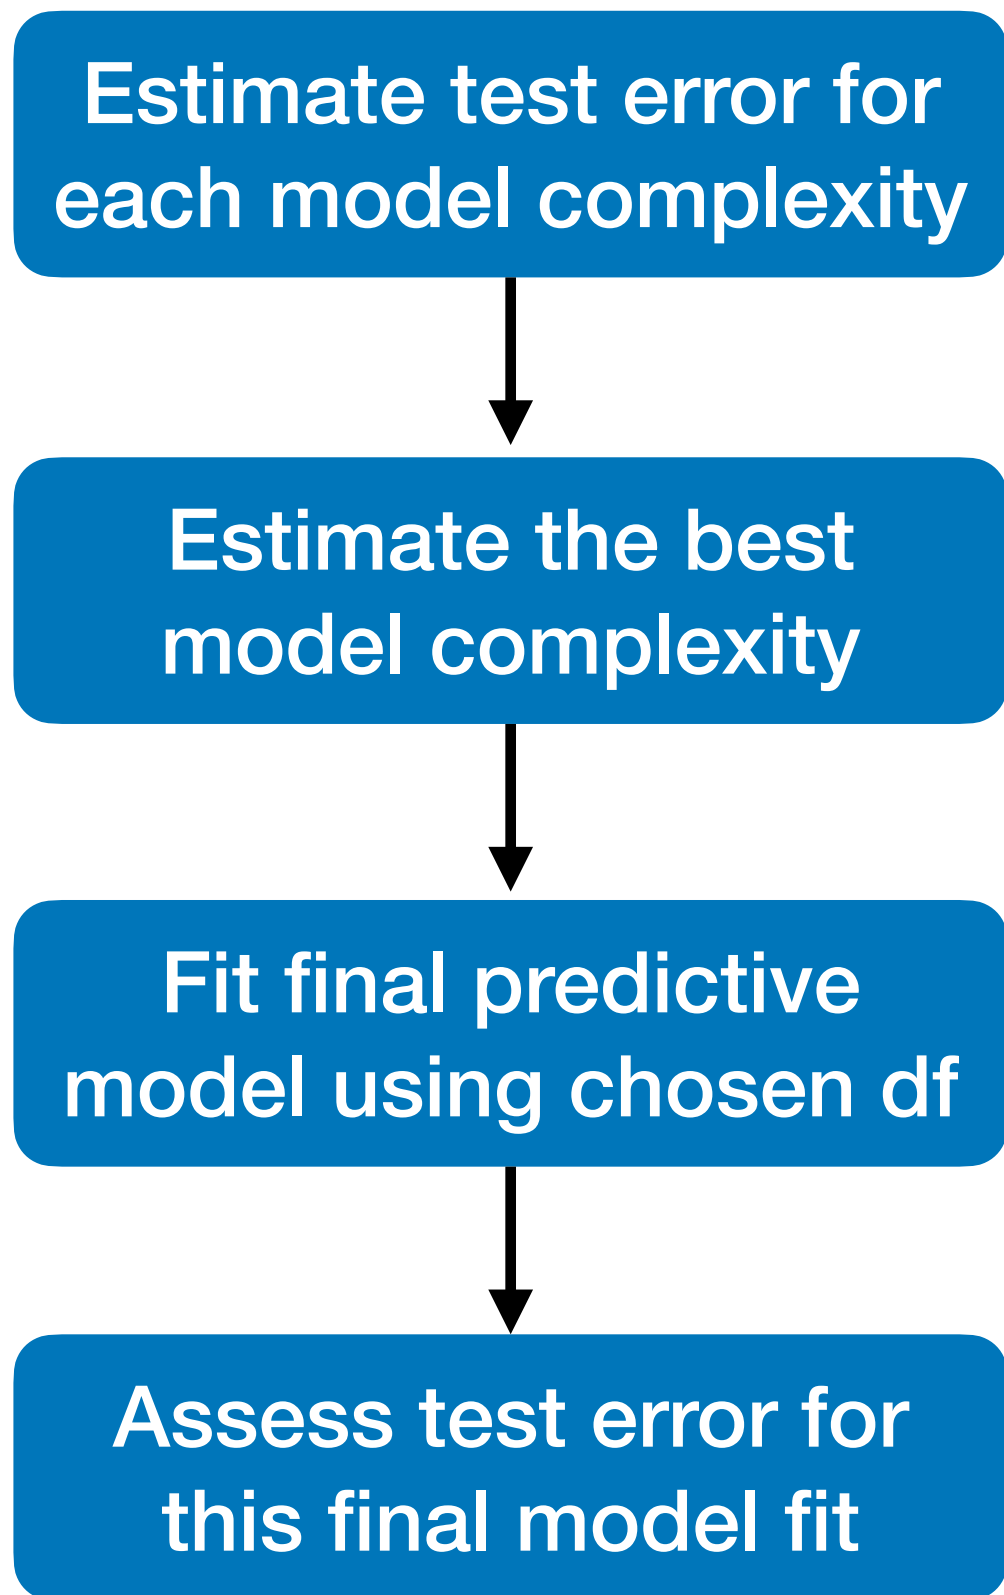 Estimate test error for
each model complexity
Estimate the best
model complexity
Fit final predictive
model using chosen df
Assess test error for
this final model fit